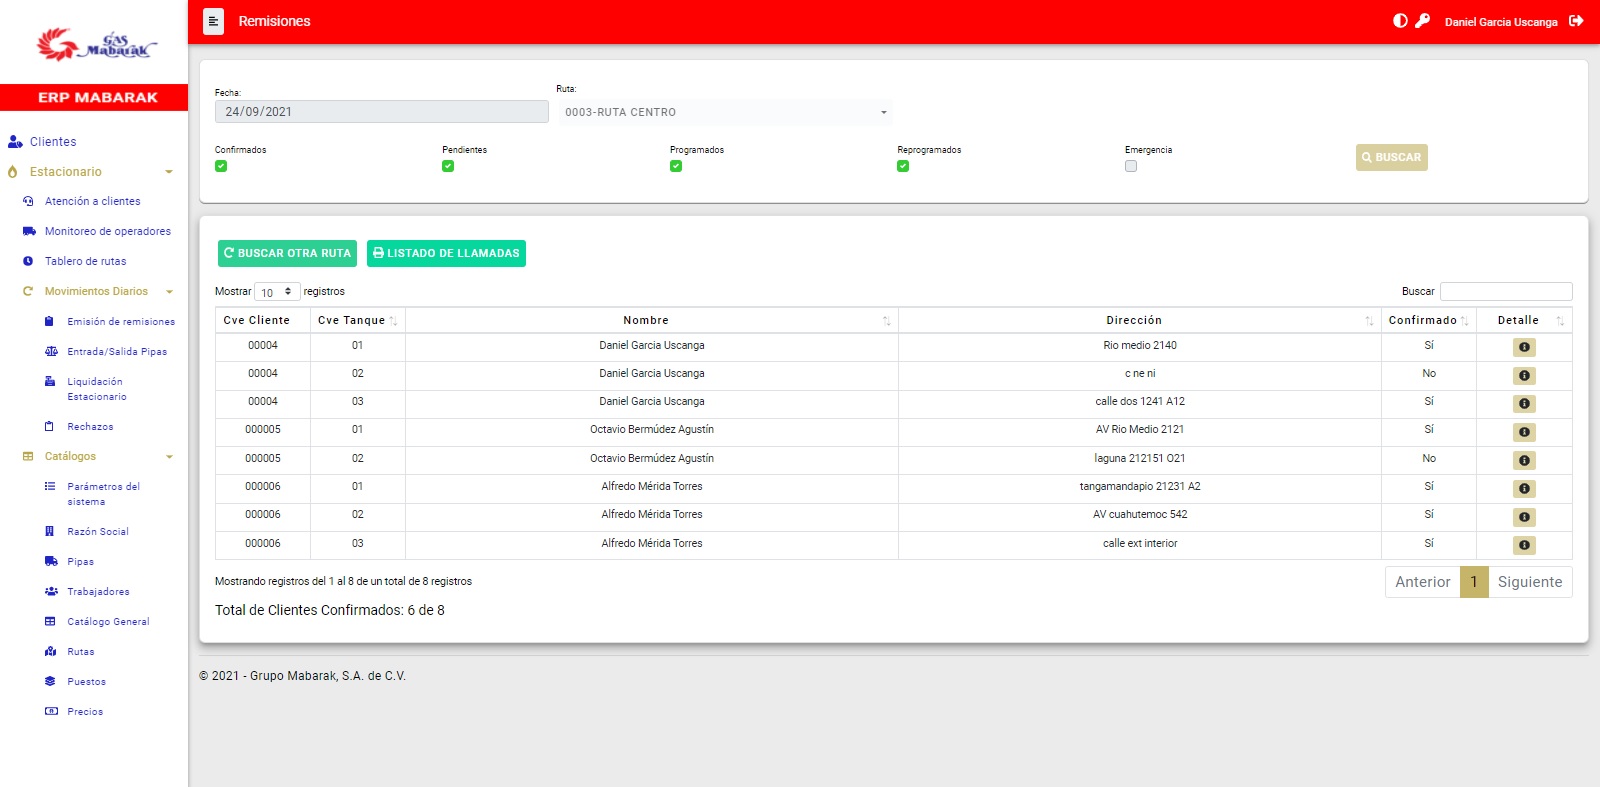 GAS
Mabarak
ERP MABARAK
Clientes
Estacionario
Atención a clientes
Monitoreo de operadores
Tablero de rutas
Movimientos Diarios
Emisión de remisiones
Entrada/Salida Pipas
Liquidación
Estacionario
Rechazos
Catálogos
Parámetros del
sistema
Razón Social
Pipas
Trabajadores
Catálogo General
Rutas
Puestos
Precios
Remisiones
Daniel Garcia Uscanga
Fecha: Ruta:
24/09/2021 0003-RUTA CENTRO
Confirmados Pendientes Programados Reprogramados Emergencia
BUSCAR
BUSCAR OTRA RUTA LISTADO DE LLAMADAS
Mostrar 10 registros Buscar
Cve Cliente Cve Tanque Nombre Dirección Confirmado Detalle
00004 01 Daniel Garcia Uscanga Rio medio 2140 Sí
00004 02 Daniel Garcia Uscanga c ne ni No
00004 03 Daniel Garcia Uscanga calle dos 1241 A12 Sí
000005 01 Octavio Bermúdez Agustín AV Rio Medio 2121 Sí
000005 02 Octavio Bermúdez Agustín laguna 212151 O21 No
000006 01 Alfredo Mérida Torres tangamandapio 21231 A2 Sí
000006 02 Alfredo Mérida Torres AV cuahutemoc 542 Sí
000006 03 Alfredo Mérida Torres calle ext interior Sí
Mostrando registros del 1 al 8 de un total de 8 registros
Anterior 1 Siguiente
Total de Clientes Confirmados: 6 de 8
© 2021 - Grupo Mabarak, S.A. de C.V.